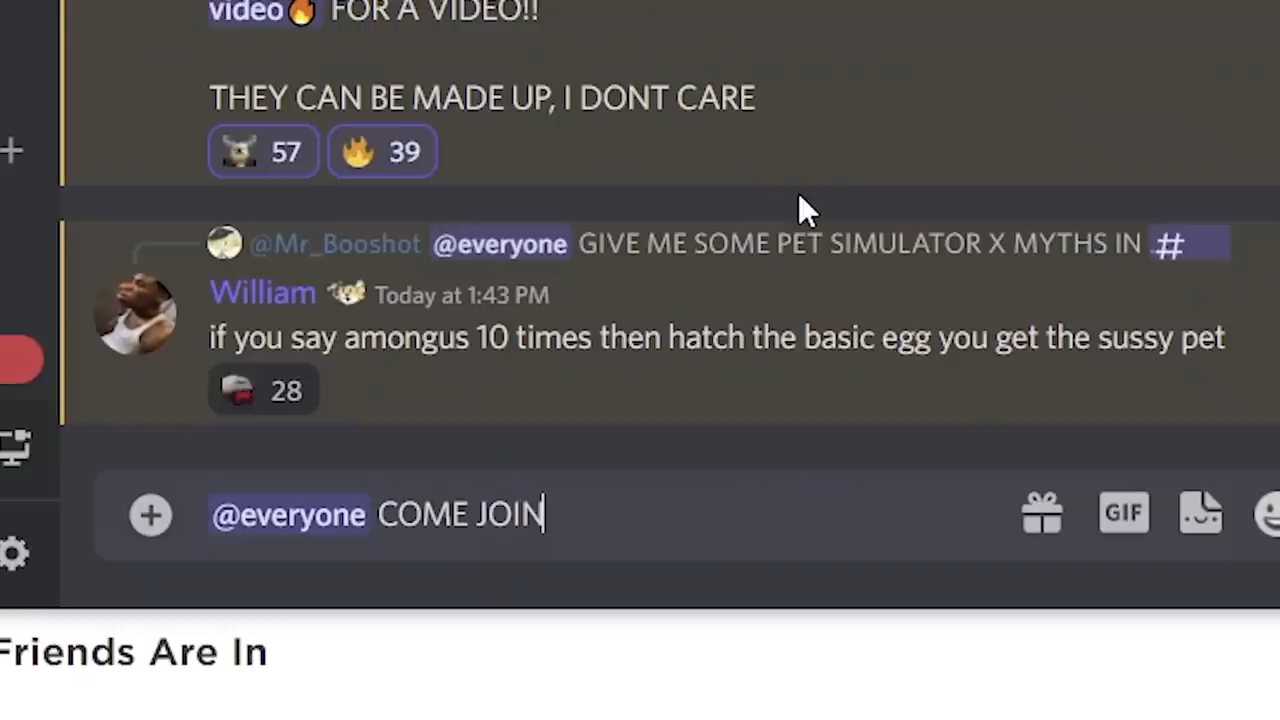 video🔥 FOR A VIDEO!!
THEY CAN BE MADE UP, I DONT CARE
57 39
@Mr_Booshot @everyone GIVE ME SOME PET SIMULATOR X MYTHS IN #
William Today at 1:43 PM
if you say amongus 10 times then hatch the basic egg you get the sussy pet
28
@everyone COME JOIN
GIF
Friends Are In